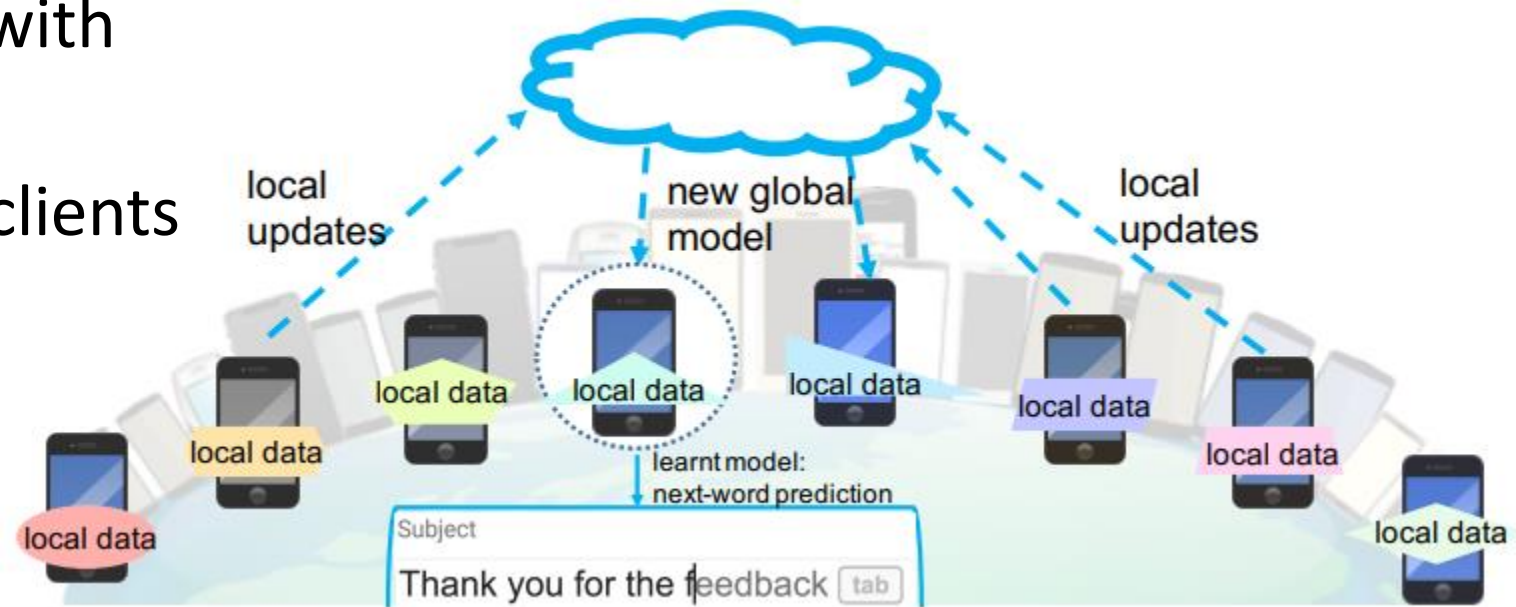 with
clients
local
updates
new global
model
local
updates
local data
local data
local data
local data
local data
local data
local data
local data
learnt model:
next-word prediction
Subject
Thank you for the feedback tab